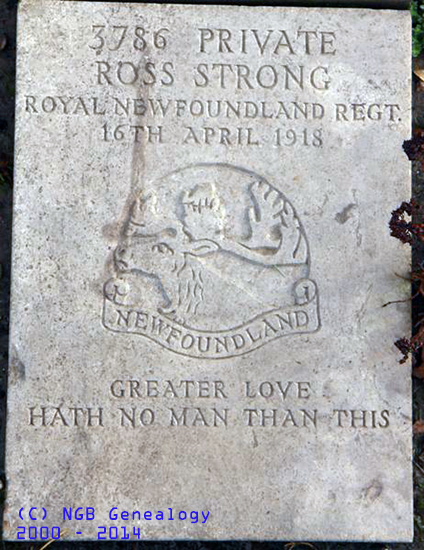 3786 PRIVATE
ROSS STRONG
ROYAL NEWFOUNDLAND REGT.
16TH APRIL 1918
NEWFOUNDLAND
GREATER LOVE
HATH NO MAN THAN THIS
(C) NGB Genealogy
2000 - 2014